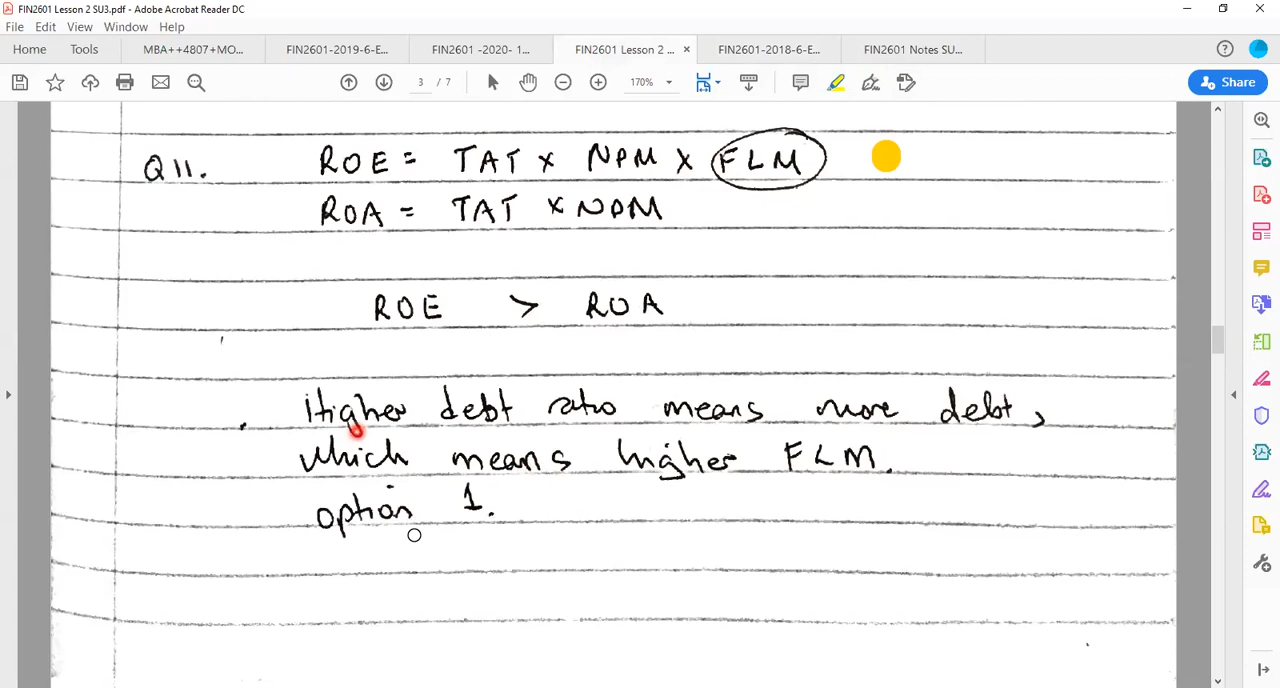 FIN2601 Lesson 2 SU3.pdf - Adobe Acrobat Reader DC
File Edit View Window Help
Home Tools MBA++4807+MO... FIN2601-2019-6-E... FIN2601 -2020- 1... FIN2601 Lesson 2 ... × FIN2601-2018-6-E... FIN2601 Notes SU...
3 / 7 170% Share
Q11. ROE = TAT × NPM × FLM
ROA = TAT × NPM
ROE > ROA
. Higher debt ratio means more debt,
which means higher FLM.
option 1.